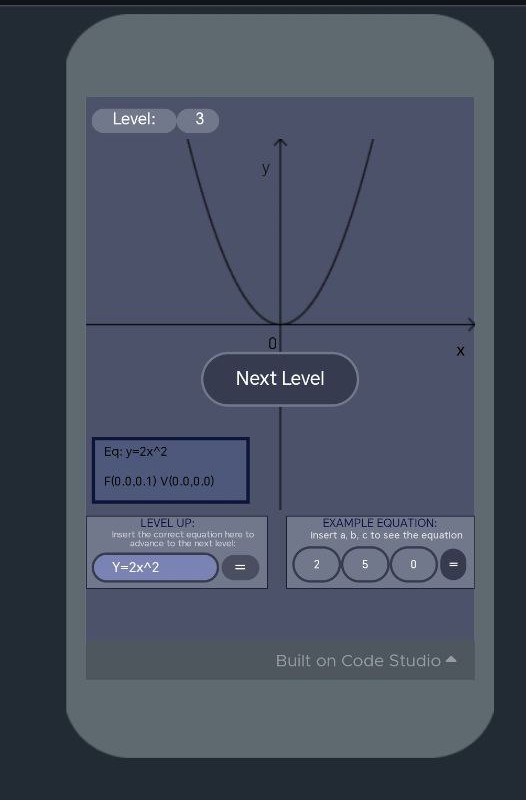 Level: 3
y
0
x
Next Level
Eq: y=2x^2
F(0.0,0.1) V(0.0,0.0)
LEVEL UP:
Insert the correct equation here to
advance to the next level:
Y=2x^2 =
EXAMPLE EQUATION:
Insert a, b, c to see the equation
2 5 0 =
Built on Code Studio